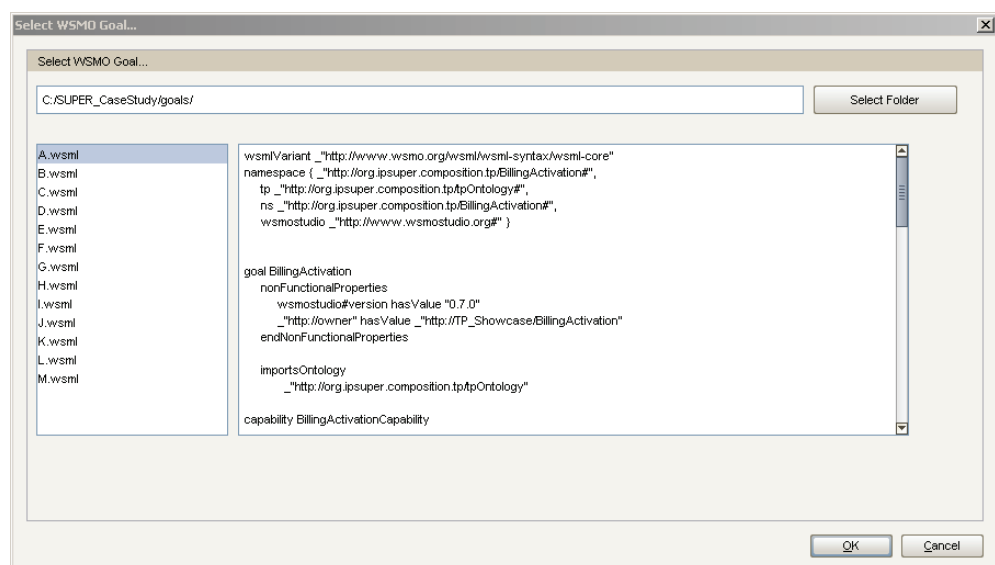 Select WSMO Goal...
Select WSMO Goal...
C:/SUPER_CaseStudy/goals/
Select Folder
A.wsml
B.wsml
C.wsml
D.wsml
E.wsml
F.wsml
G.wsml
H.wsml
I.wsml
J.wsml
K.wsml
L.wsml
M.wsml
wsmlVariant _"http://www.wsmo.org/wsml/wsml-syntax/wsml-core"
namespace { _"http://org.ipsuper.composition.tp/BillingActivation#",
tp _"http://org.ipsuper.composition.tp/tpOntology#",
ns _"http://org.ipsuper.composition.tp/BillingActivation#",
wsmostudio _"http://www.wsmostudio.org#" }
goal BillingActivation
nonFunctionalProperties
wsmostudio#version hasValue "0.7.0"
_"http://owner" hasValue _"http://TP_Showcase/BillingActivation"
endNonFunctionalProperties
importsOntology
_"http://org.ipsuper.composition.tp/tpOntology"
capability BillingActivationCapability
OK
Cancel